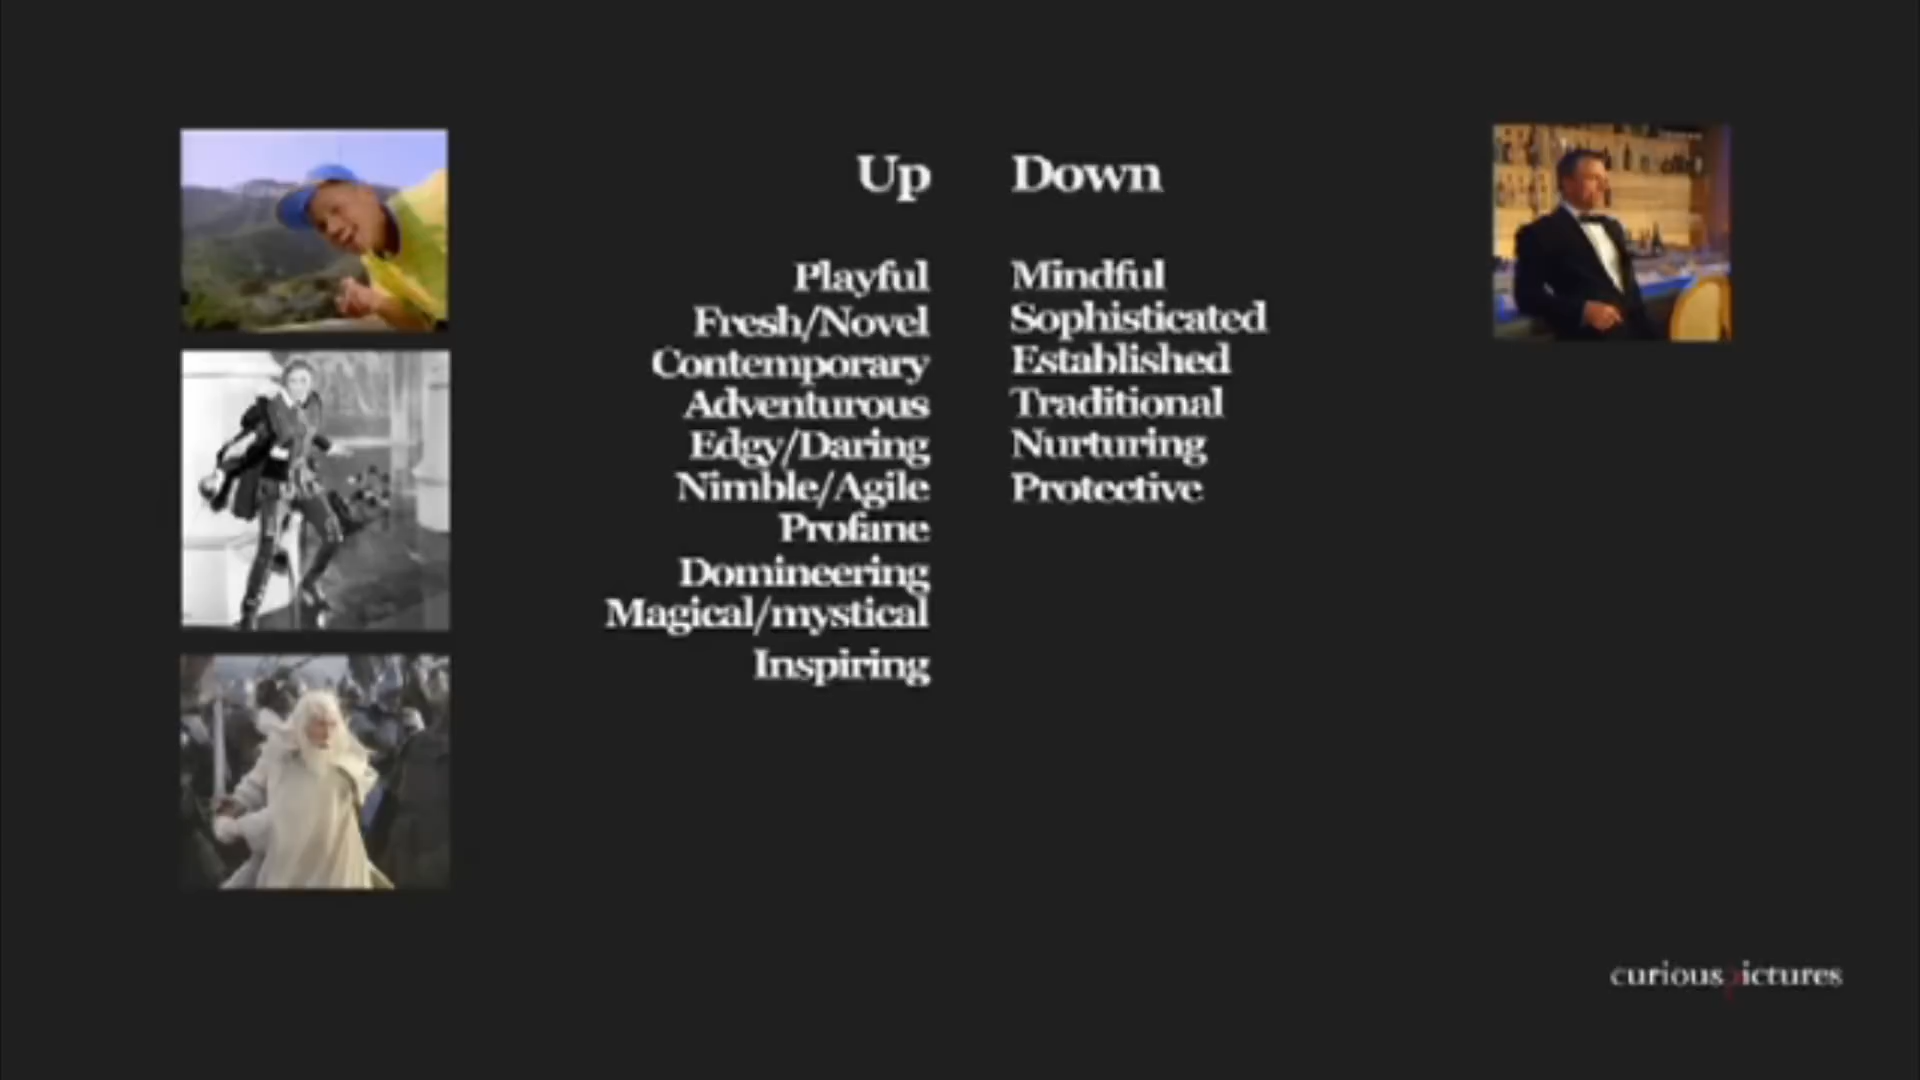 Up
Playful
Fresh/Novel
Contemporary
Adventurous
Edgy/Daring
Nimble/Agile
Profane
Domineering
Magical/mystical
Inspiring
Down
Mindful
Sophisticated
Established
Traditional
Nurturing
Protective
curiouspictures